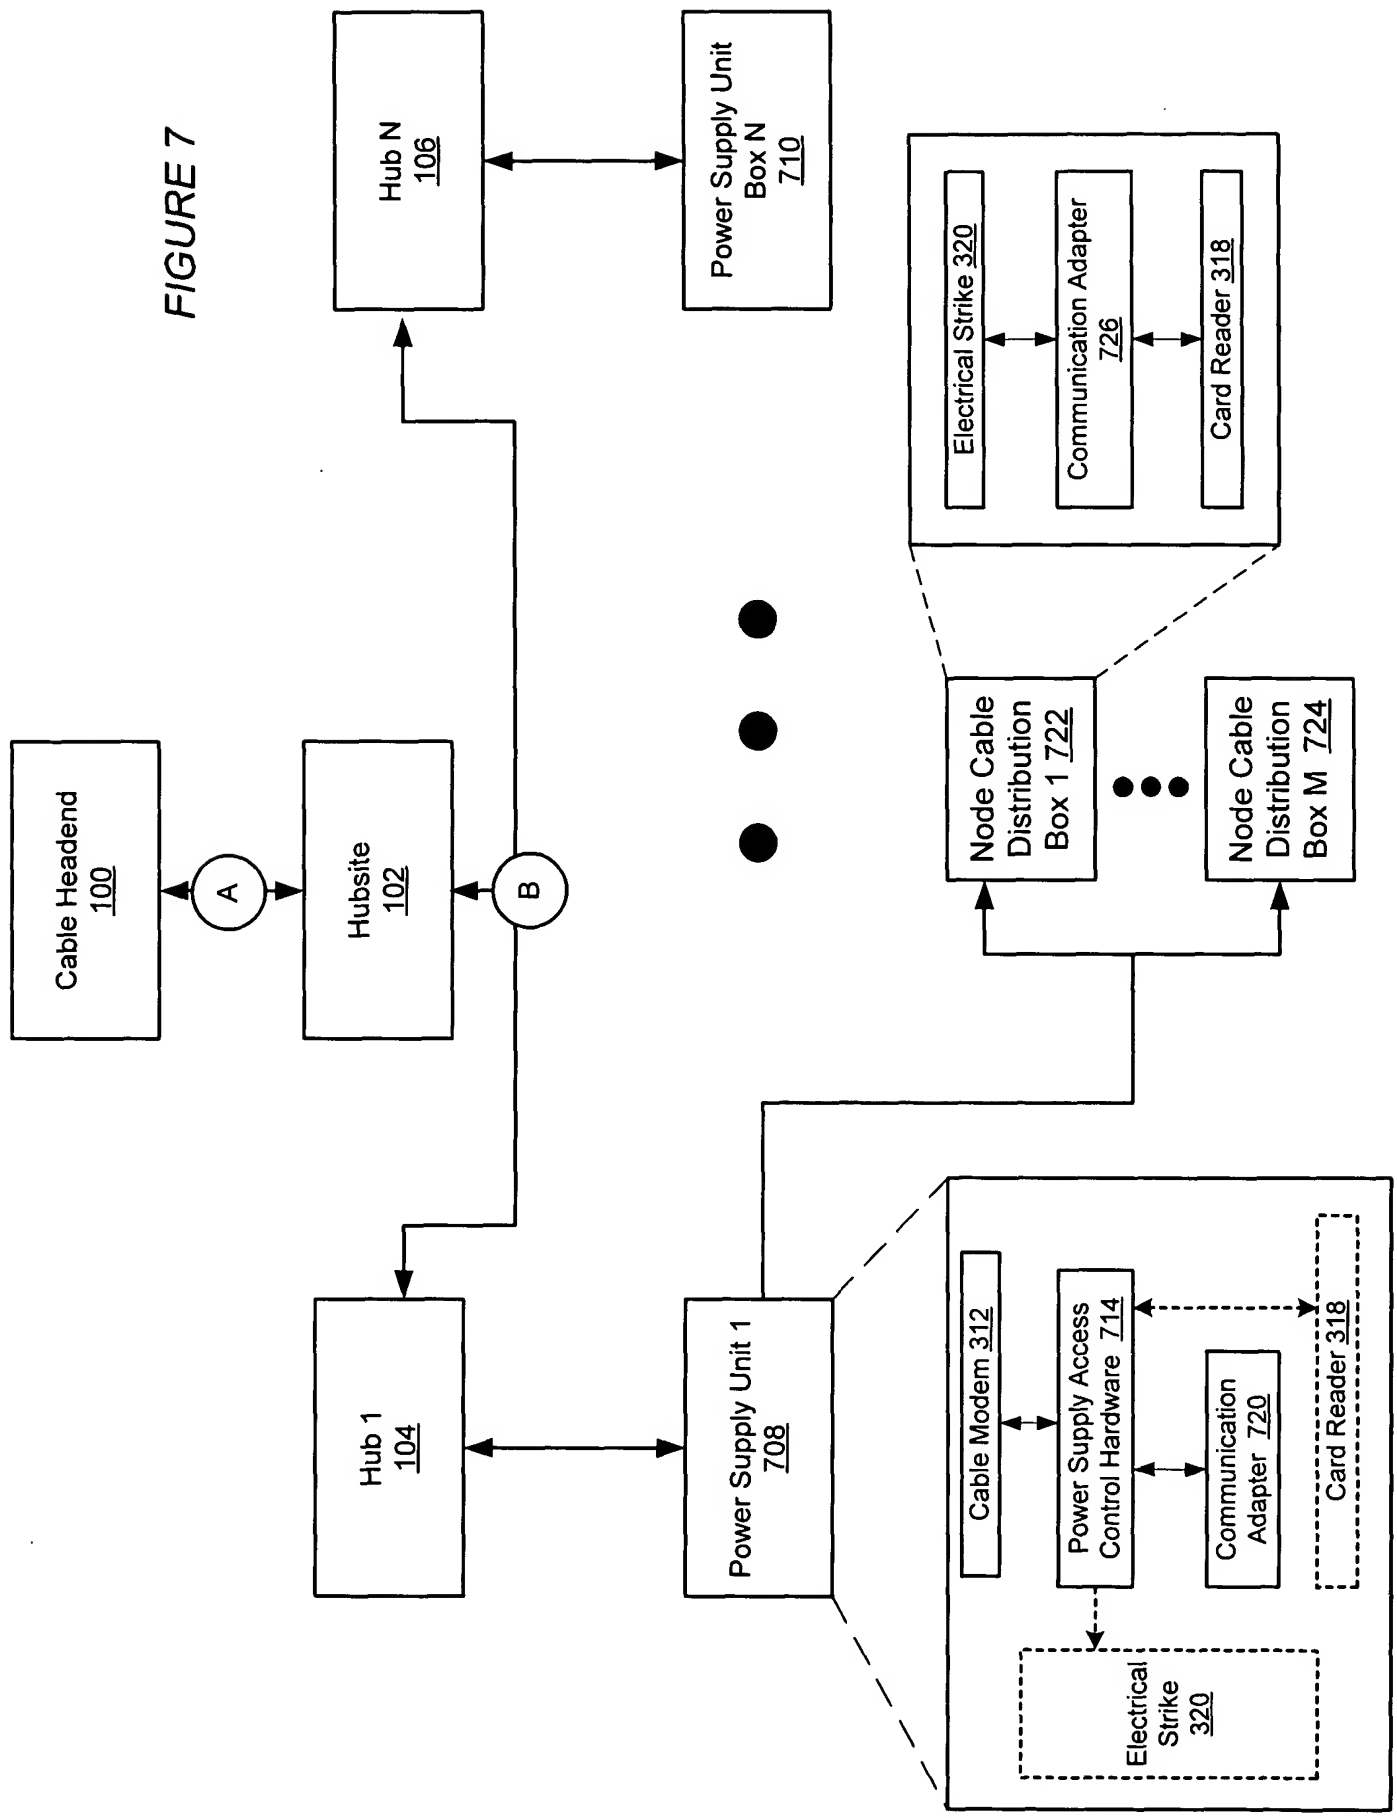 FIGURE 7
Cable Headend
100
A
Hubsite
102
B
Hub 1
104
Hub N
106
Power Supply Unit 1
708
Power Supply Unit
Box N
710
Cable Modem 312
Power Supply Access
Control Hardware 714
Communication
Adapter 720
Card Reader 318
Electrical
Strike
320
Node Cable
Distribution
Box 1 722
Node Cable
Distribution
Box M 724
Electrical Strike 320
Communication Adapter
726
Card Reader 318